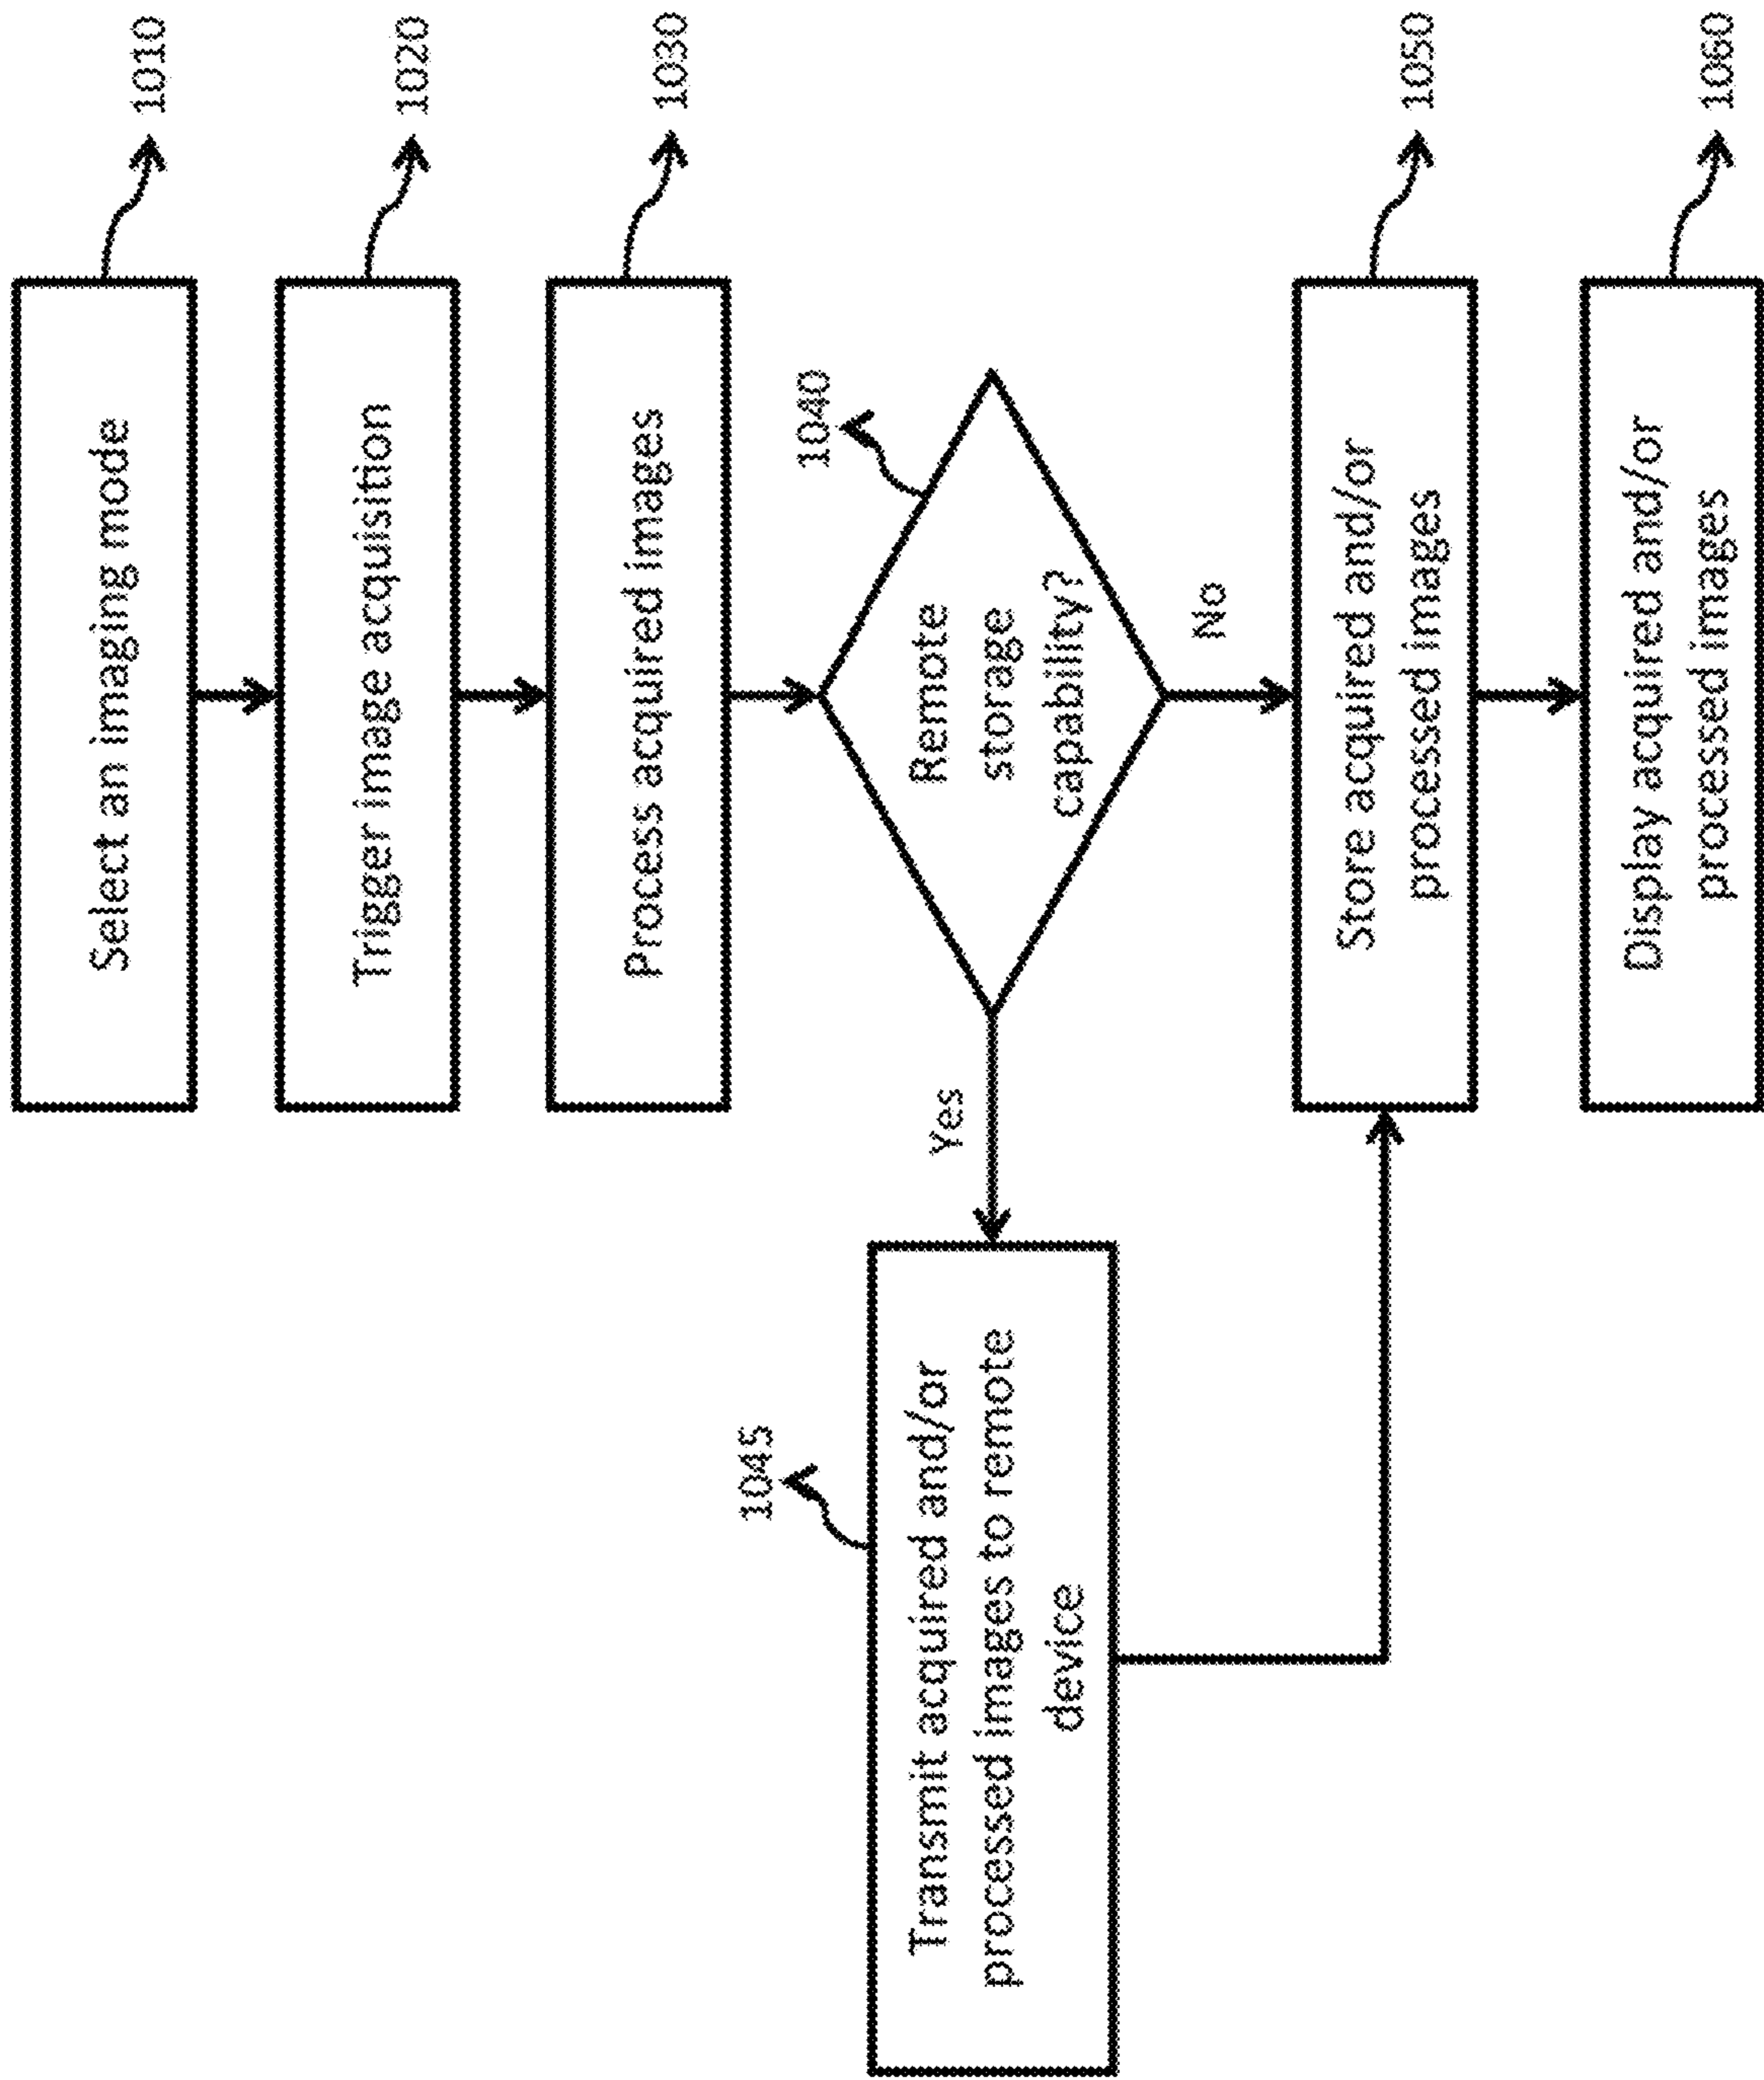 Select an imaging mode
1010
Trigger image acquisition
1020
Process acquired images
1030
Remote
storage
capability?
1040
Yes
No
Transmit acquired and/or
processed images to remote
device
1045
Store acquired and/or
processed images
1050
Display acquired and/or
processed images
1060